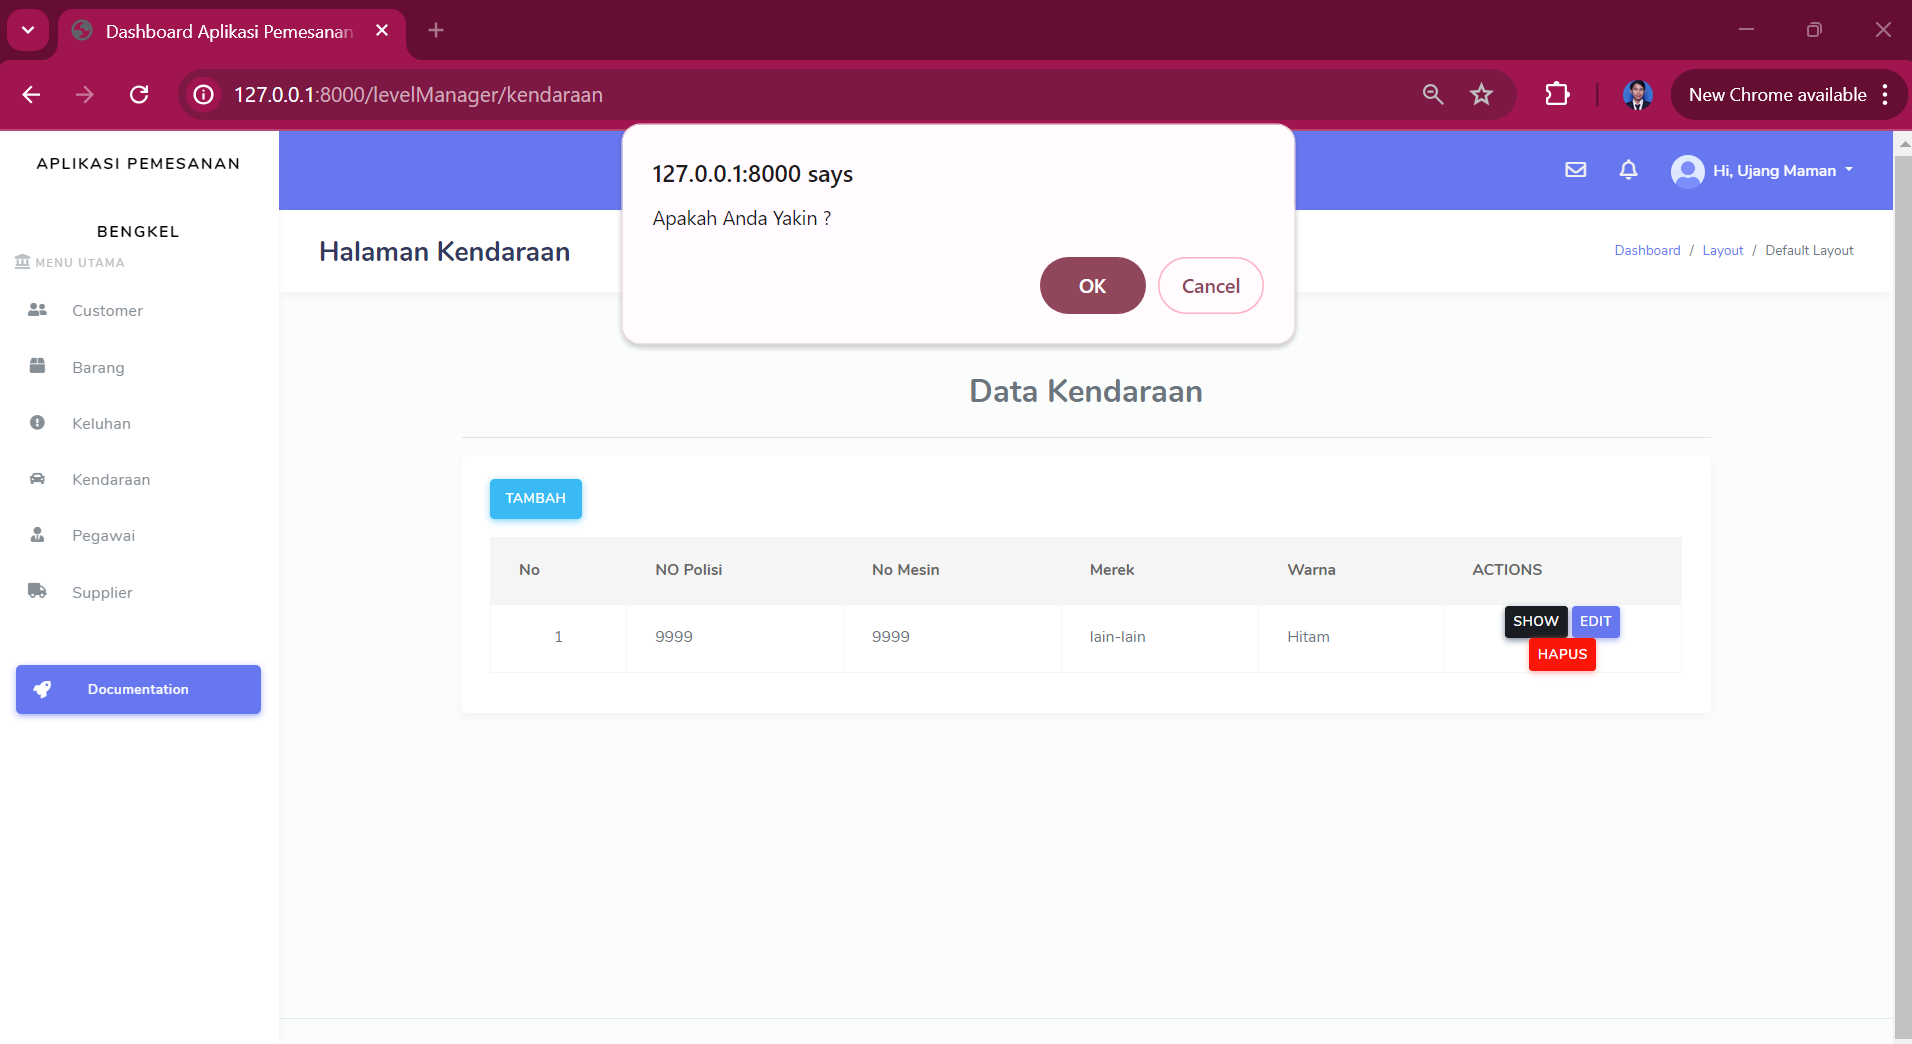 Dashboard Aplikasi Pemesanan
127.0.0.1:8000/levelManager/kendaraan
New Chrome available
127.0.0.1:8000 says
Apakah Anda Yakin ?
OK
Cancel
APLIKASI PEMESANAN
BENGKEL
MENU UTAMA
Customer
Barang
Keluhan
Kendaraan
Pegawai
Supplier
Documentation
Hi, Ujang Maman
Halaman Kendaraan
Dashboard / Layout / Default Layout
Data Kendaraan
TAMBAH
No NO Polisi No Mesin Merek Warna ACTIONS
1 9999 9999 lain-lain Hitam SHOW EDIT
HAPUS